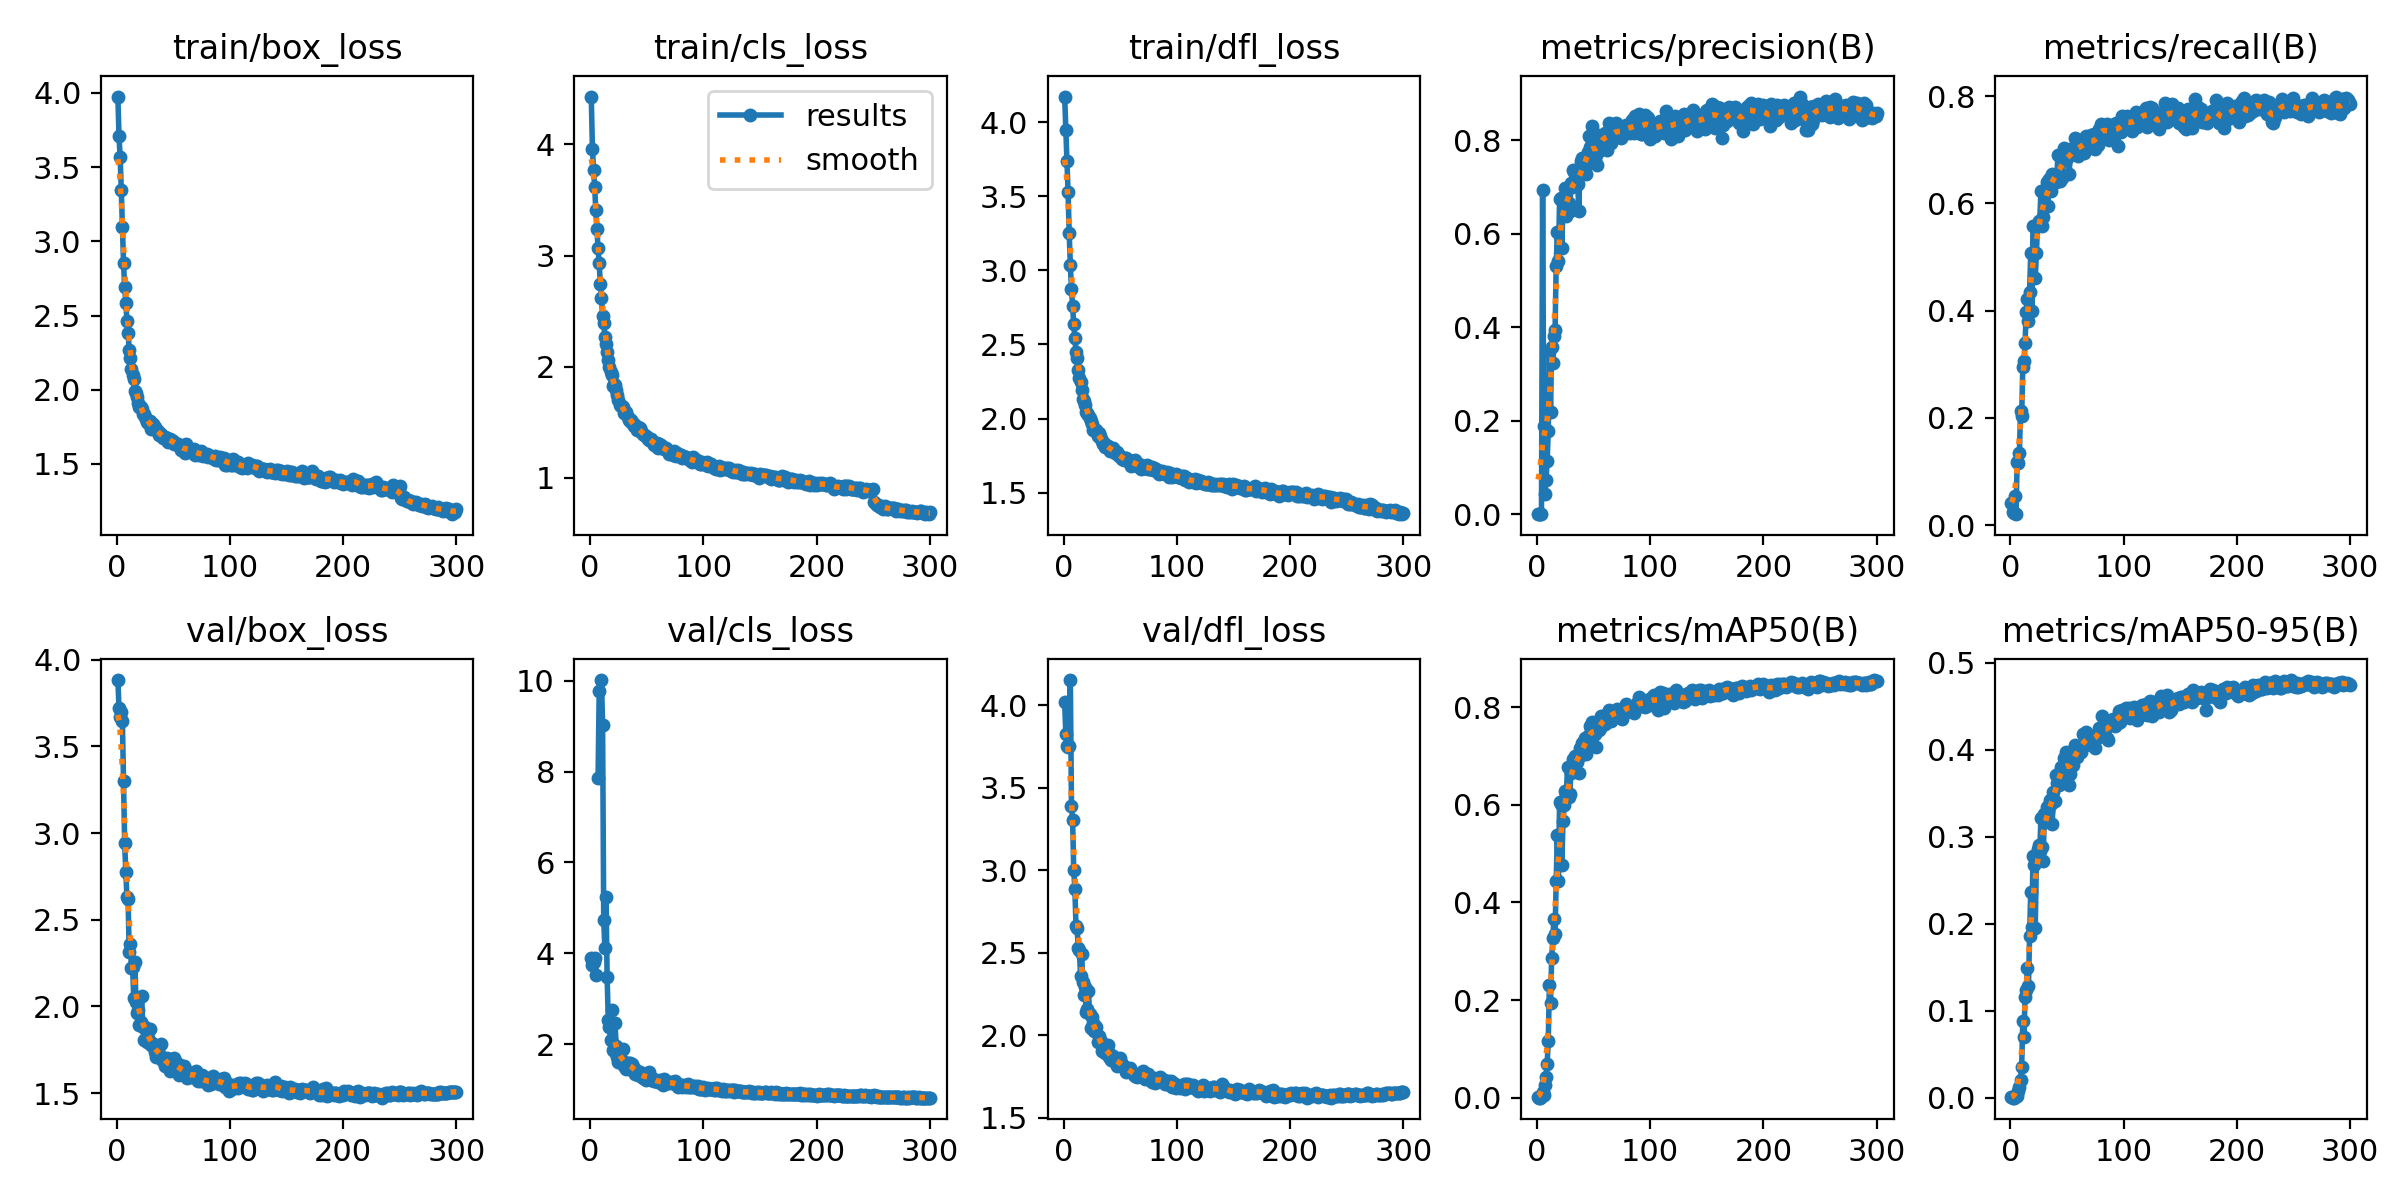 train/box_loss
4.0
3.5
3.0
2.5
2.0
1.5
0 100 200 300
train/cls_loss
results
smooth
4
3
2
1
0 100 200 300
train/dfl_loss
4.0
3.5
3.0
2.5
2.0
1.5
0 100 200 300
metrics/precision(B)
0.8
0.6
0.4
0.2
0.0
0 100 200 300
metrics/recall(B)
0.8
0.6
0.4
0.2
0.0
0 100 200 300
val/box_loss
4.0
3.5
3.0
2.5
2.0
1.5
0 100 200 300
val/cls_loss
10
8
6
4
2
0 100 200 300
val/dfl_loss
4.0
3.5
3.0
2.5
2.0
1.5
0 100 200 300
metrics/mAP50(B)
0.8
0.6
0.4
0.2
0.0
0 100 200 300
metrics/mAP50-95(B)
0.5
0.4
0.3
0.2
0.1
0.0
0 100 200 300